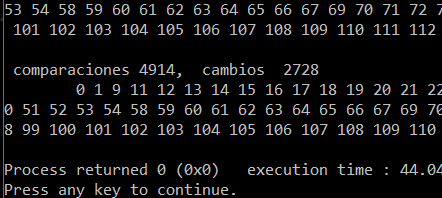 53 54 58 59 60 61 62 63 64 65 66 67 69 70 71 72 7
101 102 103 104 105 106 107 108 109 110 111 112
comparaciones 4914,  cambios  2728
0 1 9 11 12 13 14 15 16 17 18 19 20 21 22
0 51 52 53 54 58 59 60 61 62 63 64 65 66 67 69 70
8 99 100 101 102 103 104 105 106 107 108 109 110
Process returned 0 (0x0)   execution time : 44.04
Press any key to continue.